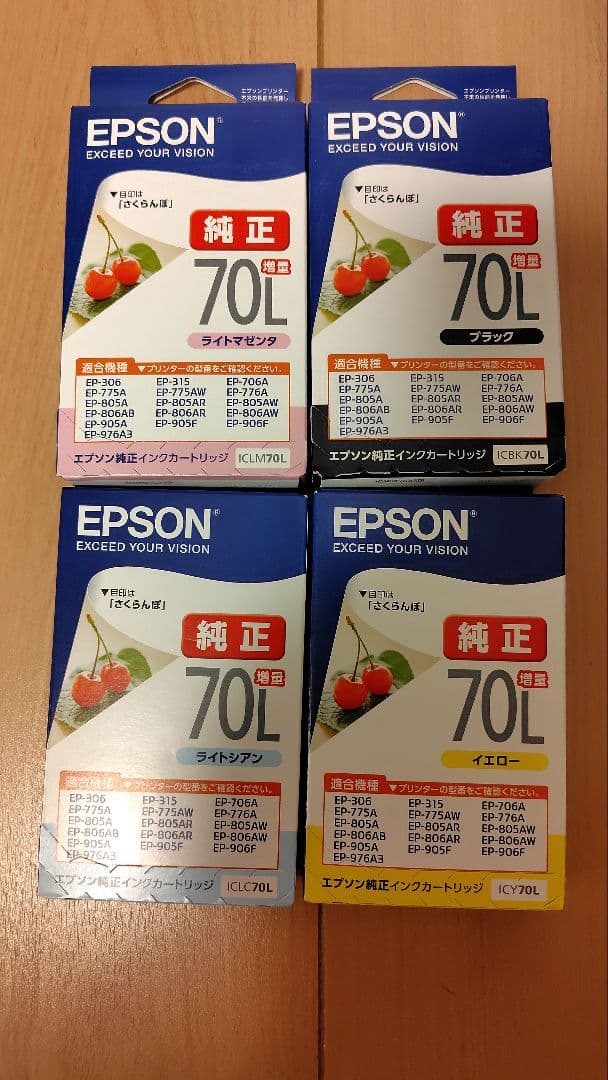 エプソンプリンター
EPSON®
EXCEED YOUR VISION
▼目印は
「さくらんぼ」
純正
70L
増量
ライトマゼンタ
適合機種 ▼プリンターの型番をご確認ください。
EP-306 EP-315 EP-706A
EP-775A EP-775AW EP-776A
EP-805A EP-805AR EP-805AW
EP-806AB EP-806AR EP-806AW
EP-905A EP-905F EP-906F
EP-976A3
エプソン純正インクカートリッジ ICLM70L
エプソンプリンター
EPSON®
EXCEED YOUR VISION
▼目印は
「さくらんぼ」
純正
70L
増量
ブラック
適合機種 ▼プリンターの型番をご確認ください。
EP-306 EP-315 EP-706A
EP-775A EP-775AW EP-776A
EP-805A EP-805AR EP-805AW
EP-806AB EP-806AR EP-806AW
EP-905A EP-905F EP-906F
EP-976A3
エプソン純正インクカートリッジ ICBK70L
EPSON®
EXCEED YOUR VISION
▼目印は
「さくらんぼ」
純正
70L
増量
ライトシアン
適合機種 ▼プリンターの型番をご確認ください。
EP-306 EP-315 EP-706A
EP-775A EP-775AW EP-776A
EP-805A EP-805AR EP-805AW
EP-806AB EP-806AR EP-806AW
EP-905A EP-905F EP-906F
EP-976A3
エプソン純正インクカートリッジ ICLC70L
EPSON®
EXCEED YOUR VISION
▼目印は
「さくらんぼ」
純正
70L
増量
イエロー
適合機種 ▼プリンターの型番をご確認ください。
EP-306 EP-315 EP-706A
EP-775A EP-775AW EP-776A
EP-805A EP-805AR EP-805AW
EP-806AB EP-806AR EP-806AW
EP-905A EP-905F EP-906F
EP-976A3
エプソン純正インクカートリッジ ICY70L